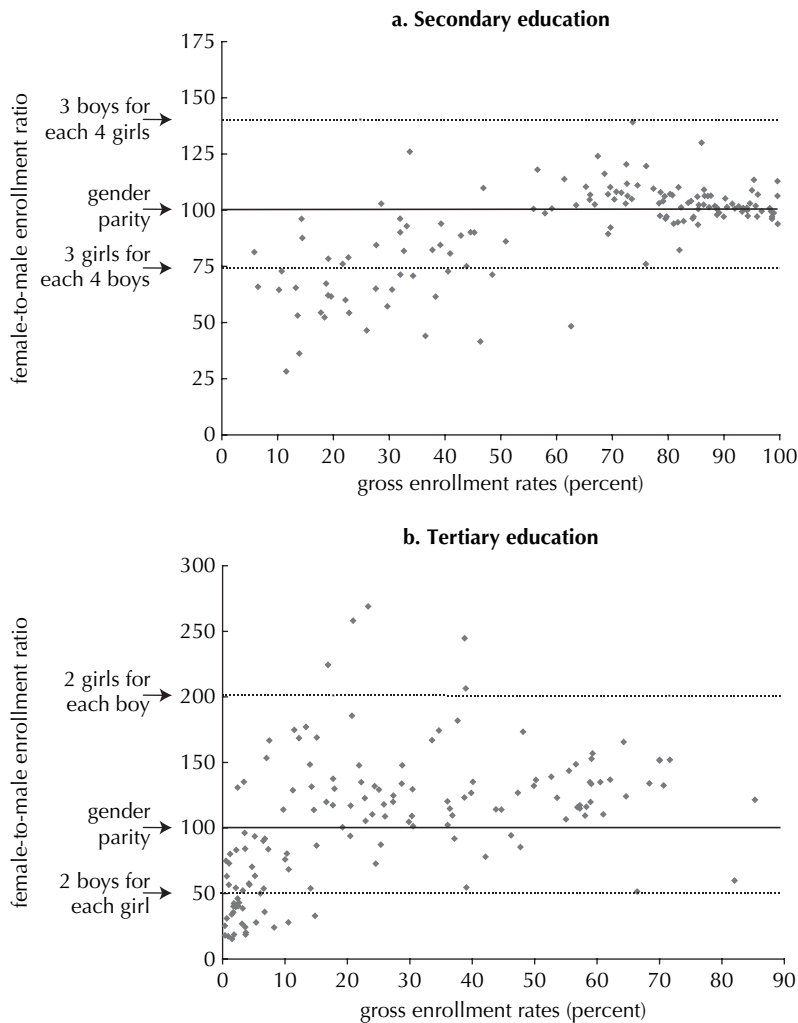 a. Secondary education
female-to-male enrollment ratio
175
150
3 boys for
each 4 girls
125
gender
parity
100
3 girls for
each 4 boys
75
50
25
0
0 10 20 30 40 50 60 70 80 90 100
gross enrollment rates (percent)
b. Tertiary education
female-to-male enrollment ratio
300
250
2 girls for
each boy
200
150
gender
parity
100
2 boys for
each girl
50
0
0 10 20 30 40 50 60 70 80 90
gross enrollment rates (percent)